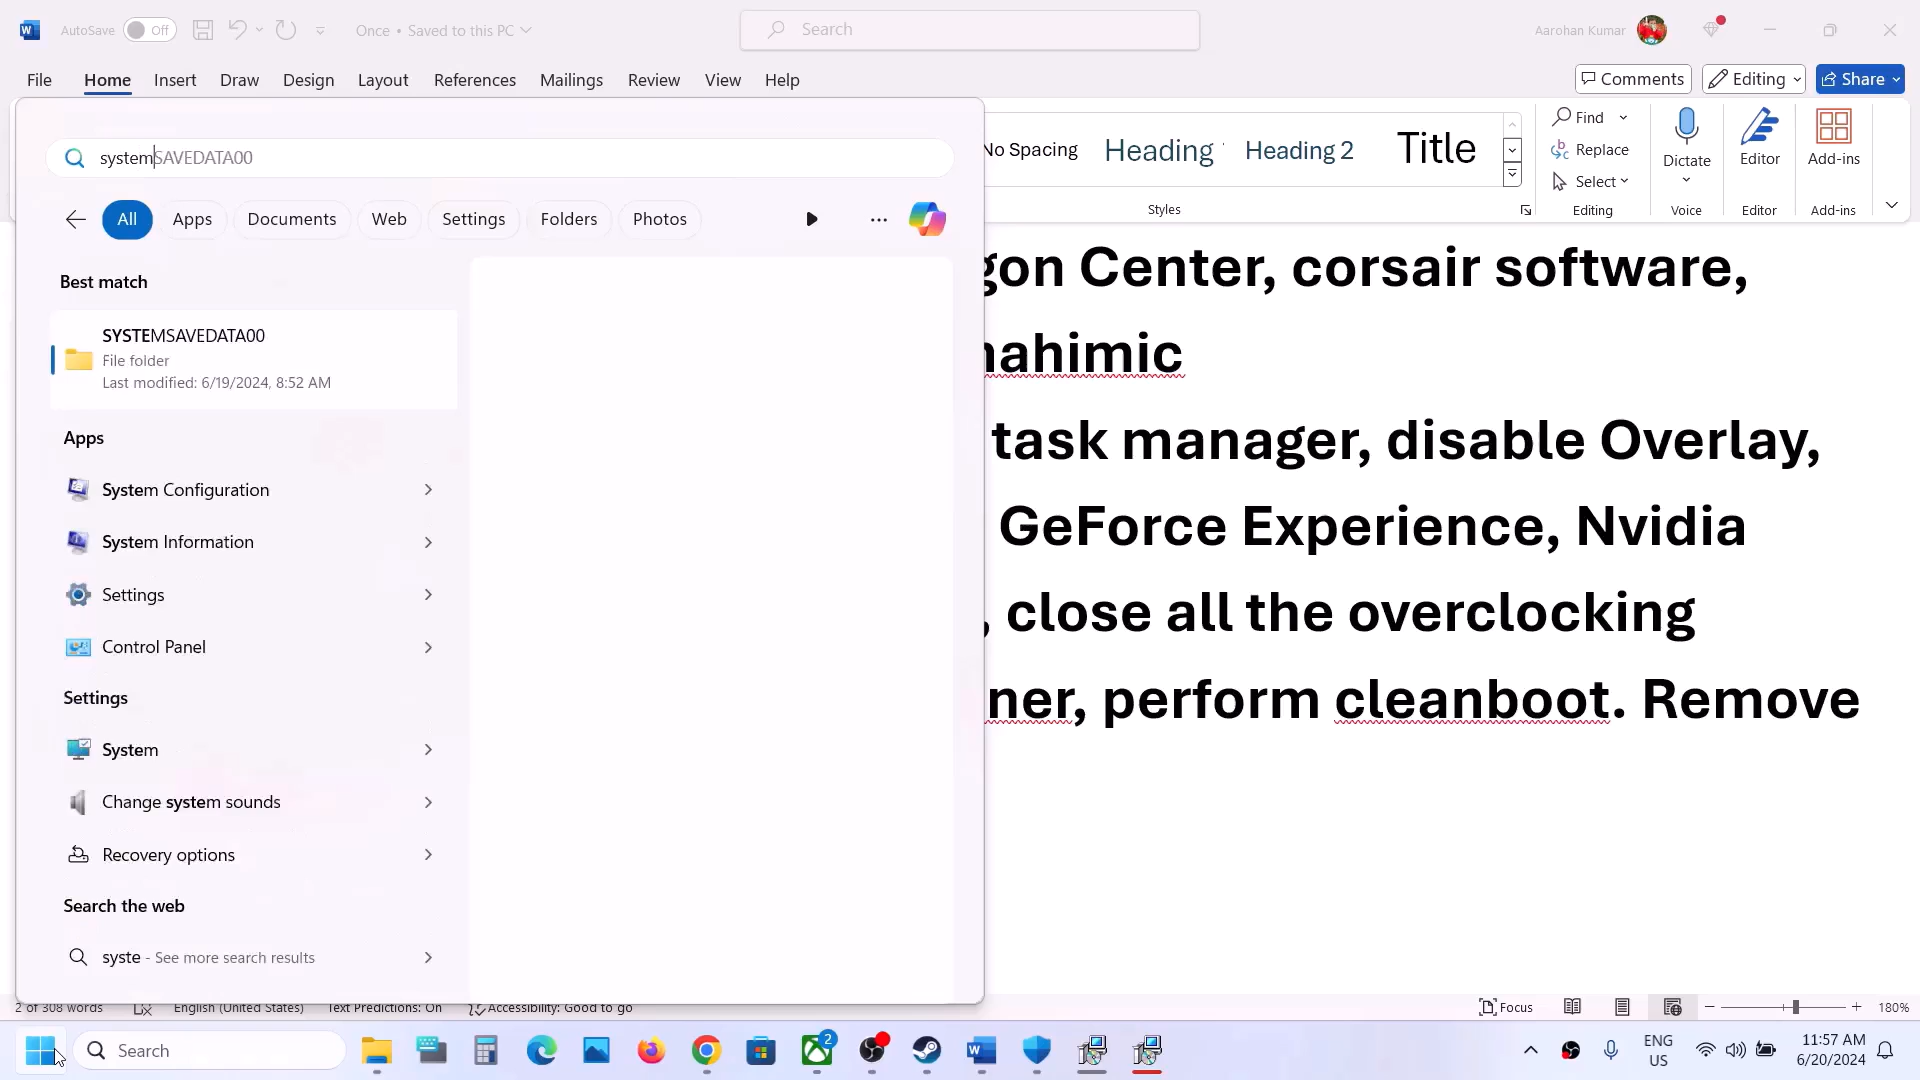 AutoSave Off Once • Saved to this PC Search Aarohan Kumar
File Home Insert Draw Design Layout References Mailings Review View Help Comments Editing Share
systemSAVEDATA00
All Apps Documents Web Settings Folders Photos
Best match
SYSTEMSAVEDATA00
File folder
Last modified: 6/19/2024, 8:52 AM
Apps
System Configuration
System Information
Settings
Control Panel
Settings
System
Change system sounds
Recovery options
Search the web
syste - See more search results
No Spacing Heading Heading 2 Title
Styles
Find
Replace
Select
Editing
Dictate
Voice
Editor
Editor
Add-ins
Add-ins
gon Center, corsair software,
nahimic
task manager, disable Overlay,
GeForce Experience, Nvidia
, close all the overclocking
ner, perform cleanboot. Remove
2 of 308 words English (United States) Text Predictions: On Accessibility: Good to go Focus 180%
Search 2 ENG
US 11:57 AM
6/20/2024